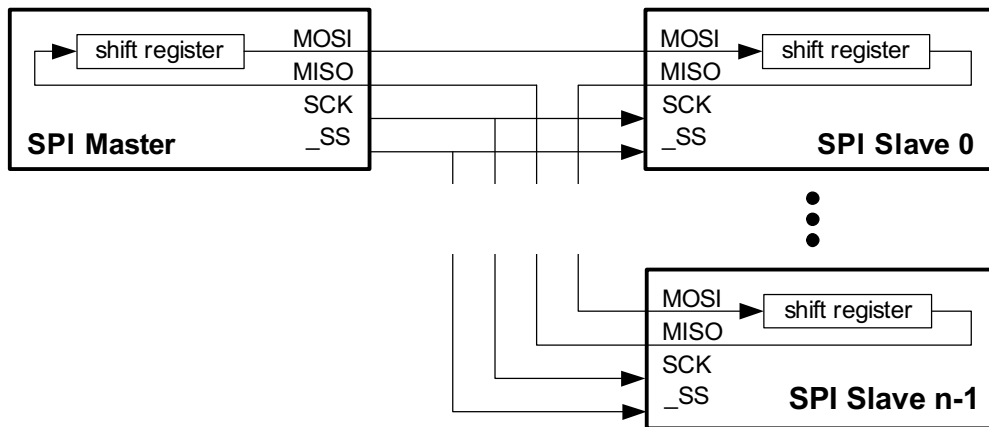 shift register
MOSI
MISO
SCK
_SS
SPI Master
MOSI
shift register
MISO
SCK
_SS
SPI Slave 0
MOSI
shift register
MISO
SCK
_SS
SPI Slave n-1